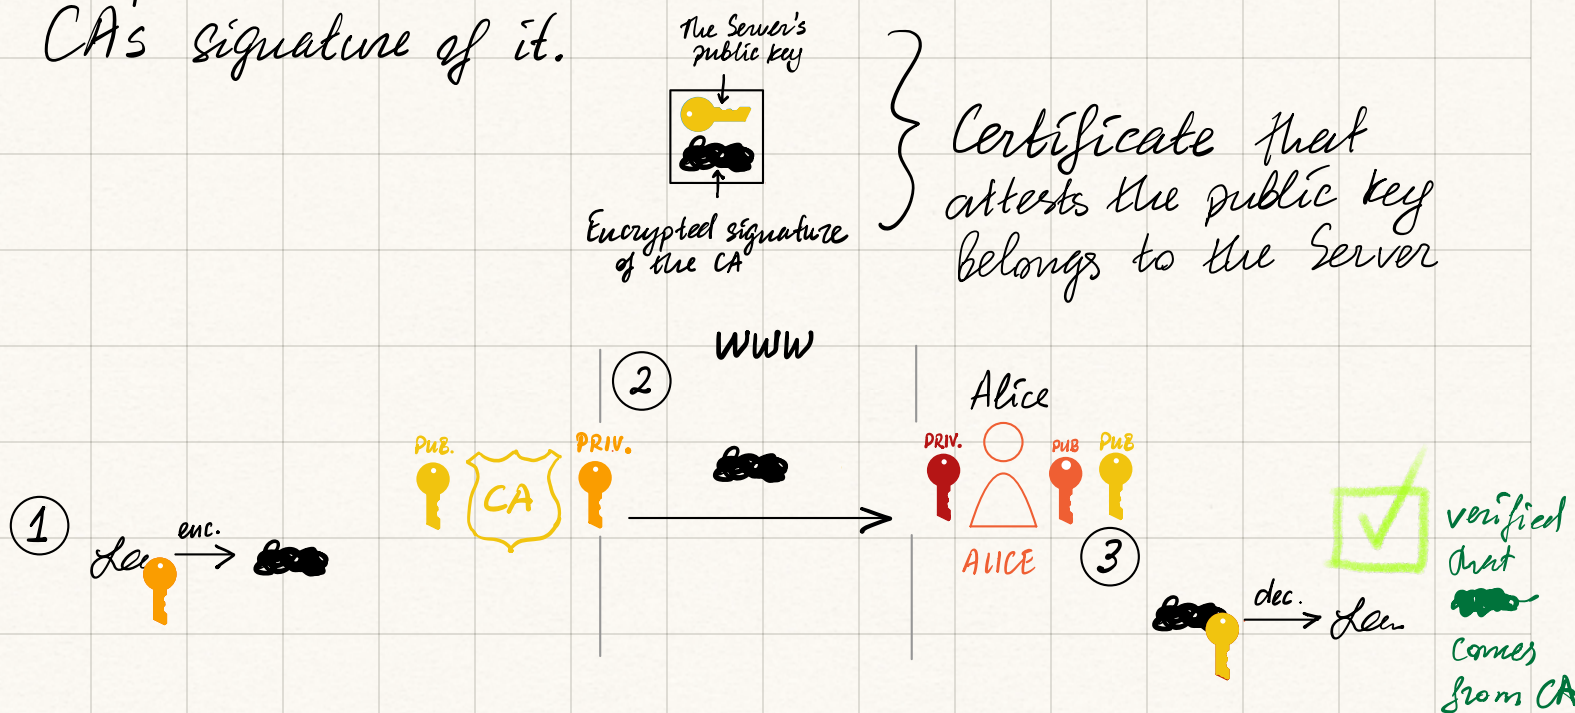 CA's signature of it.
The Server's
public key
Encrypted signature
of the CA
Certificate that
attests the public key
belongs to the Server
WWW
2
Alice
PUB.
PRIV.
PRIV.
PUB
PUB
CA
1
enc.
ALICE
3
dec.
verified
that
comes
from CA